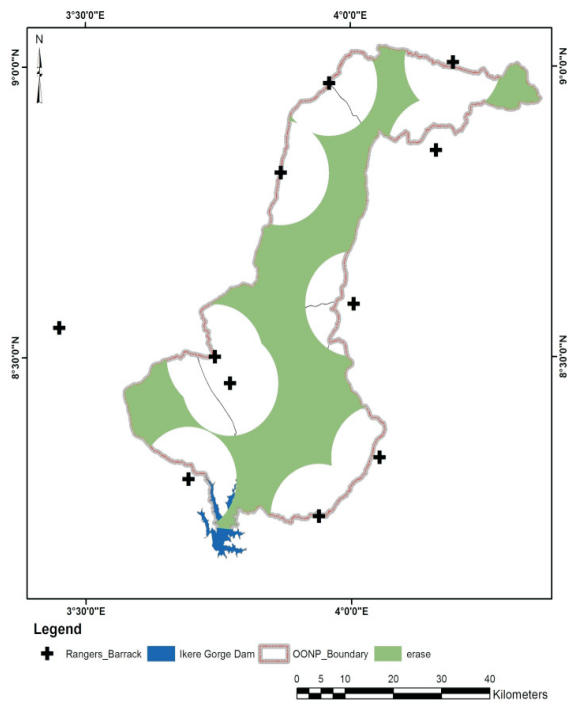 3°30'0"E 4°0'0"E
N
9°0'0"N 9°0'0"N
8°30'0"N 8°30'0"N
3°30'0"E 4°0'0"E
Legend
Rangers_Barrack Ikere Gorge Dam OONP_Boundary erase
0 5 10 20 30 40
Kilometers